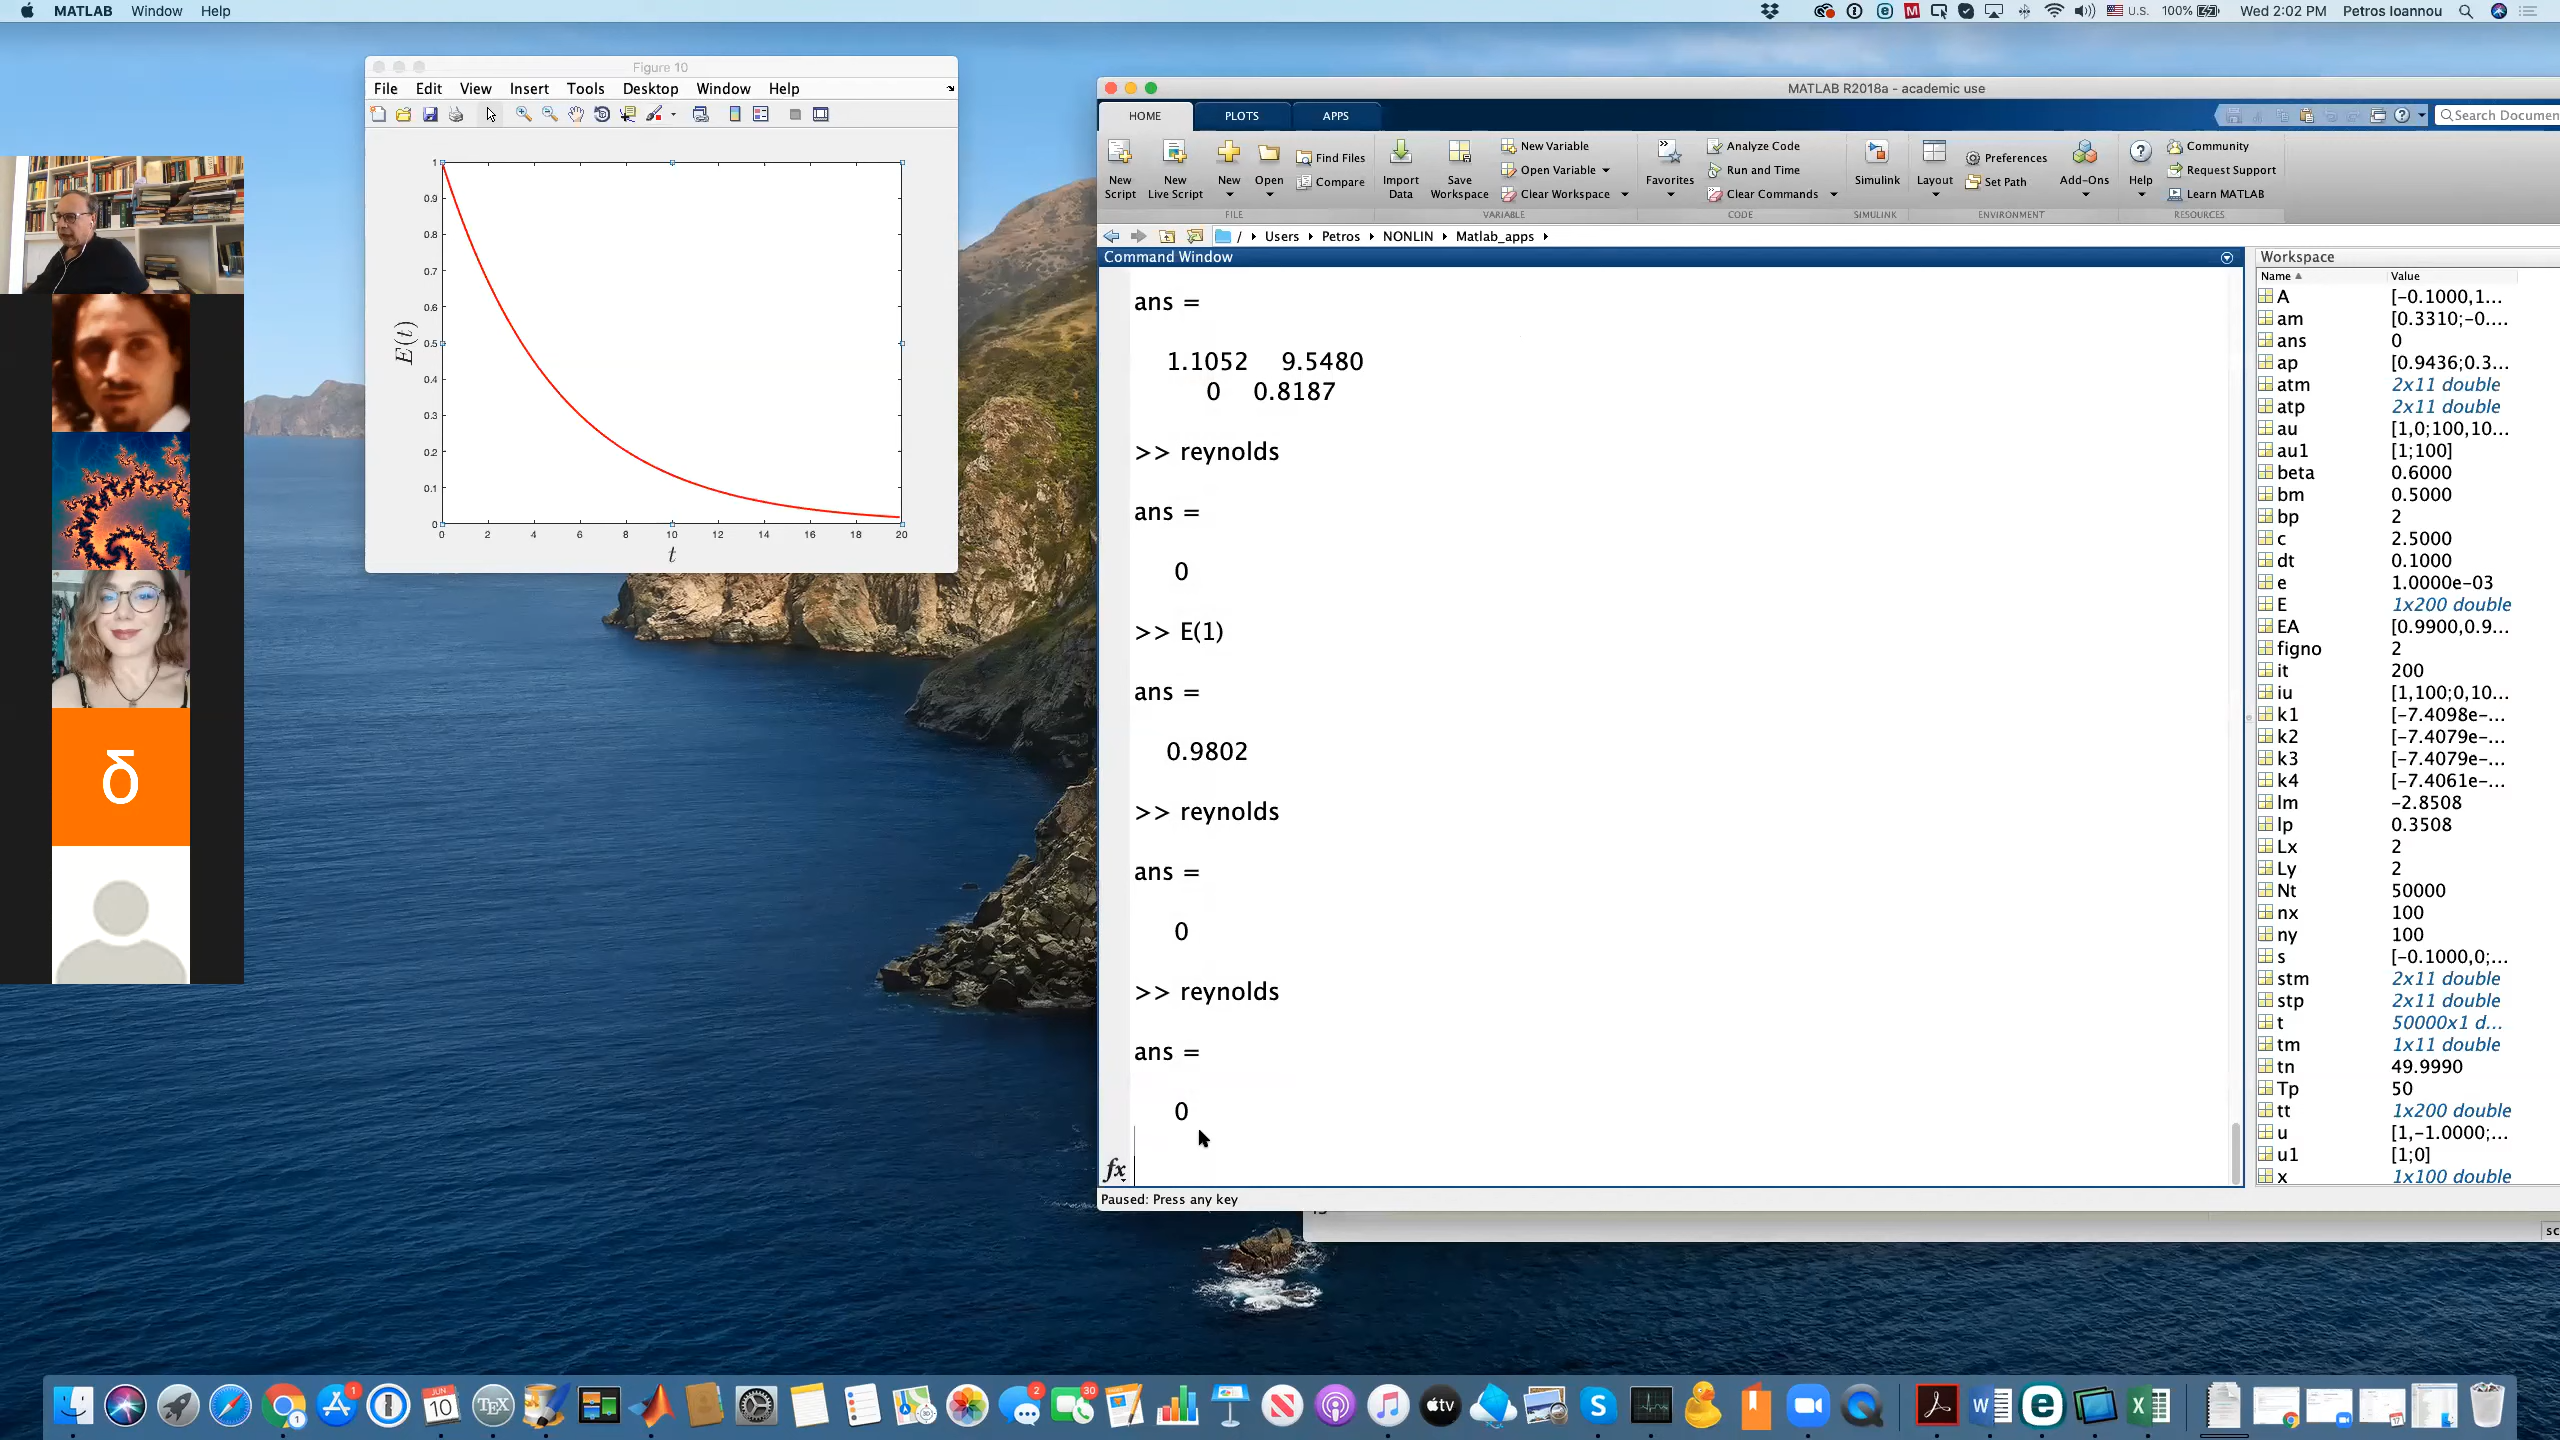 MATLAB Window Help
U.S. 100% Wed 2:02 PM Petros Ioannou
Figure 10
File Edit View Insert Tools Desktop Window Help
1
0.9
0.8
0.7
0.6
0.5
0.4
0.3
0.2
0.1
0
E(t)
0 2 4 6 8 10 12 14 16 18 20
t
δ
MATLAB R2018a - academic use
HOME PLOTS APPS
Search Documen
New Script
New Live Script
New
Open
Find Files
Compare
Import Data
Save Workspace
New Variable
Open Variable
Clear Workspace
Favorites
Analyze Code
Run and Time
Clear Commands
Simulink
Layout
Preferences
Set Path
Add-Ons
Help
Community
Request Support
Learn MATLAB
FILE VARIABLE CODE SIMULINK ENVIRONMENT RESOURCES
/ Users Petros NONLIN Matlab_apps
Command Window
ans =
1.1052 9.5480
0 0.8187
>> reynolds
ans =
0
>> E(1)
ans =
0.9802
>> reynolds
ans =
0
>> reynolds
ans =
0
fx
Paused: Press any key
Workspace
Name Value
A [-0.1000,1...
am [0.3310;-0....
ans 0
ap [0.9436;0.3...
atm 2x11 double
atp 2x11 double
au [1,0;100,10...
au1 [1;100]
beta 0.6000
bm 0.5000
bp 2
c 2.5000
dt 0.1000
e 1.0000e-03
E 1x200 double
EA [0.9900,0.9...
figno 2
it 200
iu [1,100;0,10...
k1 [-7.4098e-...
k2 [-7.4079e-...
k3 [-7.4079e-...
k4 [-7.4061e-...
lm -2.8508
lp 0.3508
Lx 2
Ly 2
Nt 50000
nx 100
ny 100
s [-0.1000,0;...
stm 2x11 double
stp 2x11 double
t 50000x1 d...
tm 1x11 double
tn 49.9990
Tp 50
tt 1x200 double
u [1,-1.0000;...
u1 [1;0]
x 1x100 double
sc
JUN
10
TEX
1
1
2
30
tv